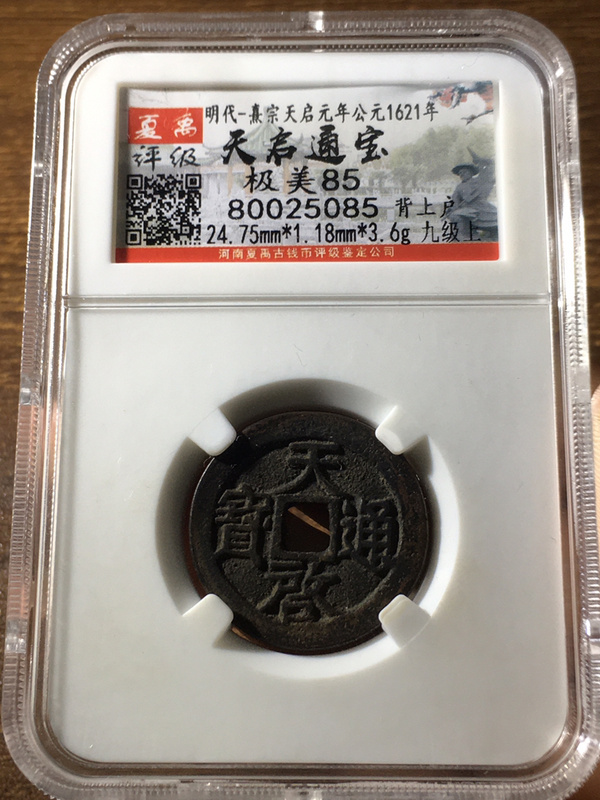 夏禹
评级
明代-熹宗天启元年公元1621年
天启通宝
极美85
80025085 背上户
24.75mm*1.18mm*3.6g 九级上
河南夏禹古钱币评级鉴定公司
天啓通寶